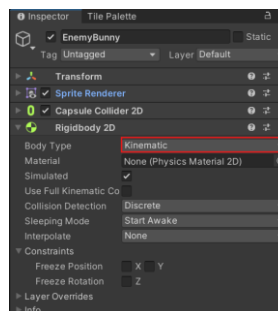 Inspector Tile Palette
EnemyBunny Static
Tag Untagged Layer Default
Transform
Sprite Renderer
Capsule Collider 2D
Rigidbody 2D
Body Type Kinematic
Material None (Physics Material 2D)
Simulated
Use Full Kinematic Co
Collision Detection Discrete
Sleeping Mode Start Awake
Interpolate None
Constraints
Freeze Position X Y
Freeze Rotation Z
Layer Overrides
Info